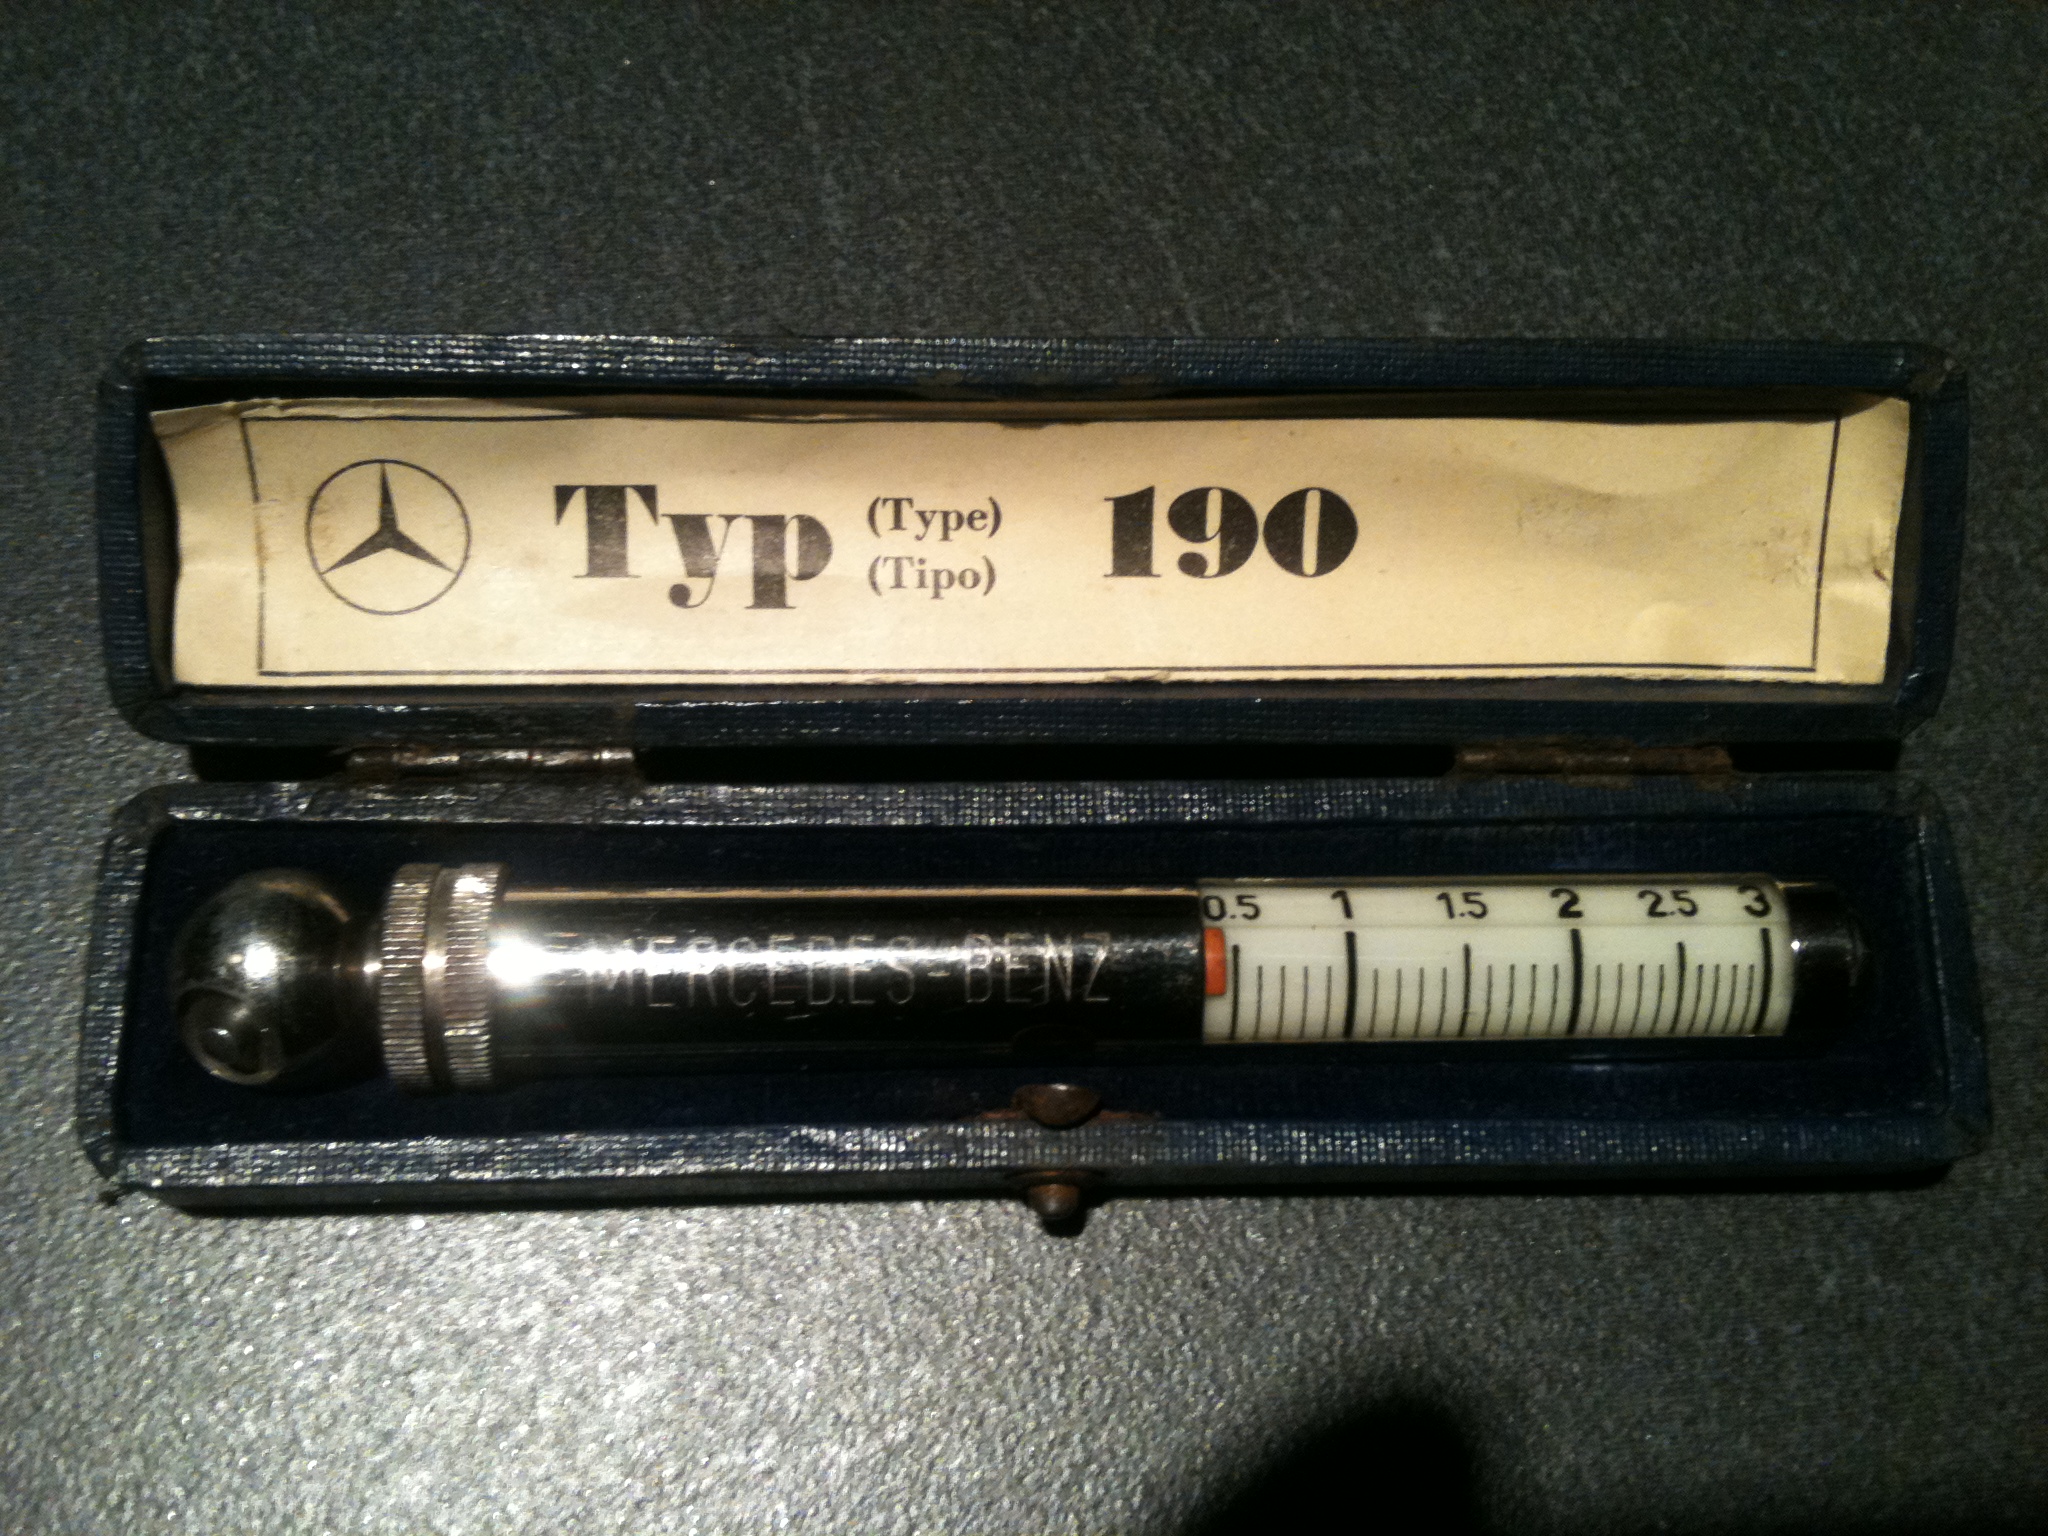 Typ (Type) 190
(Tipo)
MERCEDES-BENZ
0.5 1 1.5 2 2.5 3